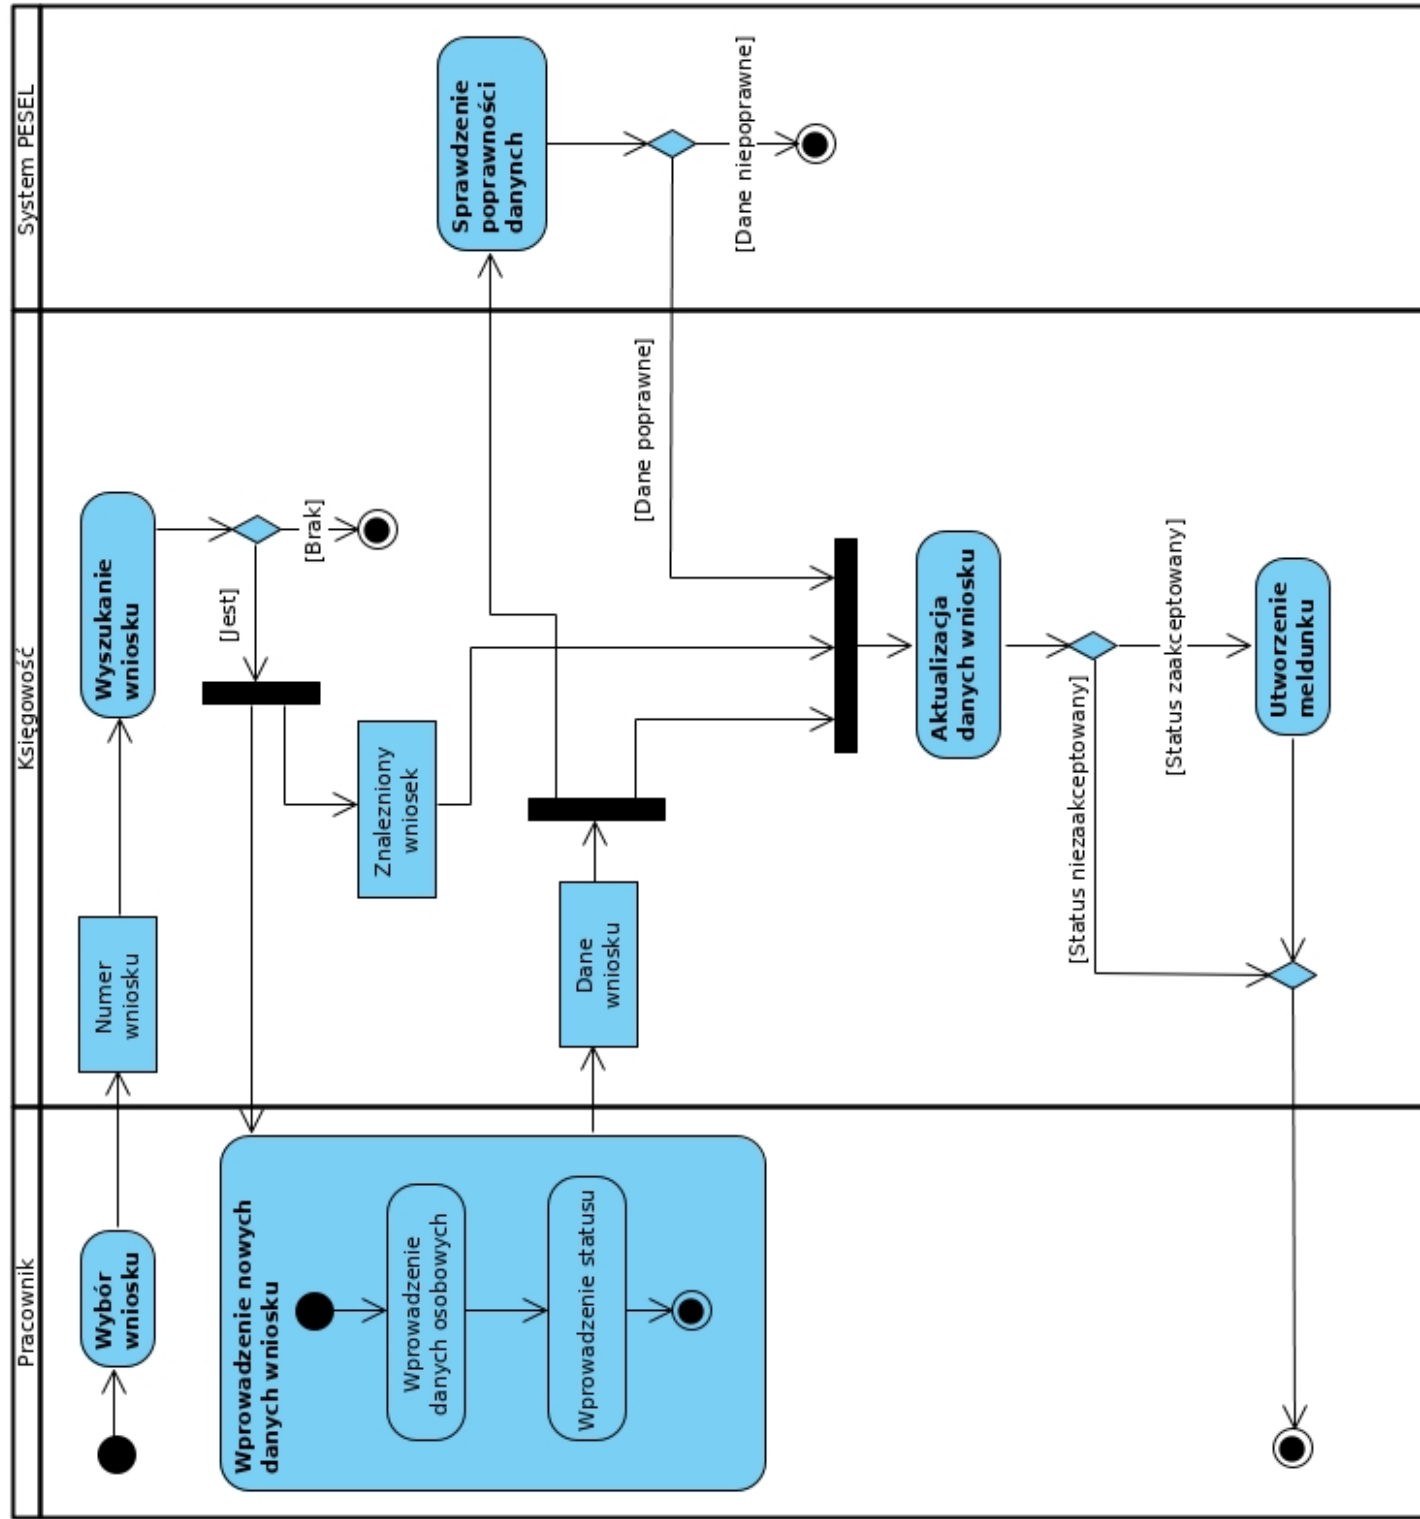 Pracownik
Księgowość
System PESEL
Wybór
wniosku
Numer
wniosku
Wyszukanie
wniosku
[Jest]
[Brak]
Wprowadzenie nowych
danych wniosku
Wprowadzenie
danych osobowych
Wprowadzenie statusu
Znalezniony
wniosek
Dane
wniosku
Sprawdzenie
poprawności
danynch
[Dane poprawne]
[Dane niepoprawne]
Aktualizacja
danych wniosku
[Status niezaakceptowany]
[Status zaakceptowany]
Utworzenie
meldunku